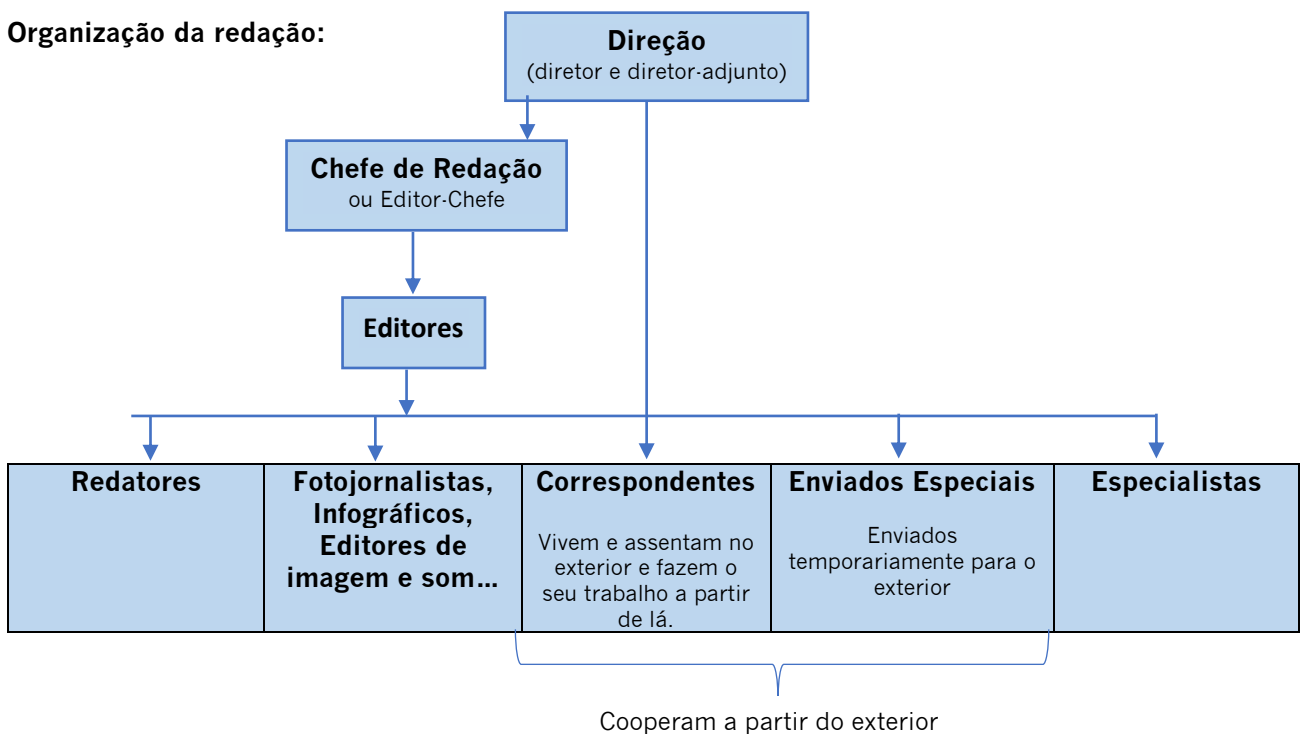 Organização da redação:
Direção
(diretor e diretor-adjunto)
Chefe de Redação
ou Editor-Chefe
Editores
Redatores
Fotojornalistas,
Infográficos,
Editores de
imagem e som...
Correspondentes
Vivem e assentam no
exterior e fazem o
seu trabalho a partir
de lá.
Enviados Especiais
Enviados
temporariamente para o
exterior
Especialistas
Cooperam a partir do exterior